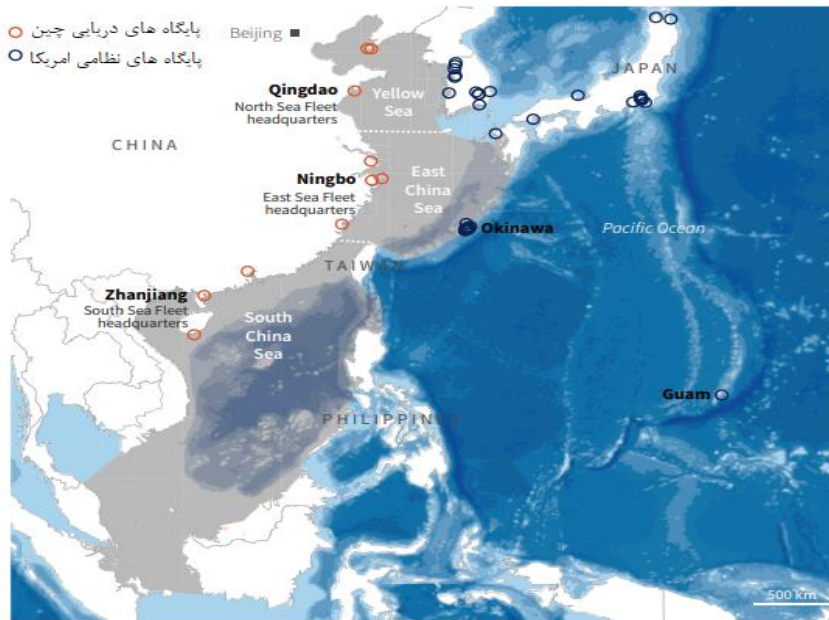 پایگاه های دریایی چین
پایگاه های نظامی امریکا
Beijing
JAPAN
Qingdao
North Sea Fleet
headquarters
Yellow
Sea
CHINA
Ningbo
East Sea Fleet
headquarters
East
China
Sea
Okinawa
Pacific Ocean
TAIWAN
Zhanjiang
South Sea Fleet
headquarters
South
China
Sea
Guam
PHILIPPINES
500 km